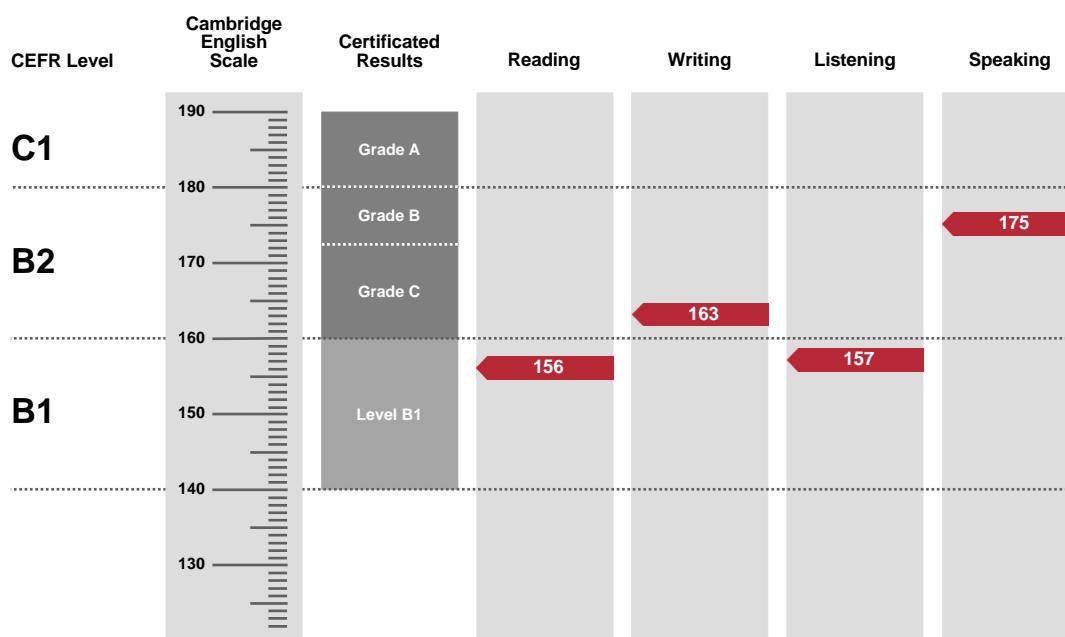 CEFR Level
Cambridge
English
Scale
Certificated
Results
Reading
Writing
Listening
Speaking
190
C1
Grade A
180
Grade B
175
B2
170
Grade C
163
160
156
157
B1
150
Level B1
140
130